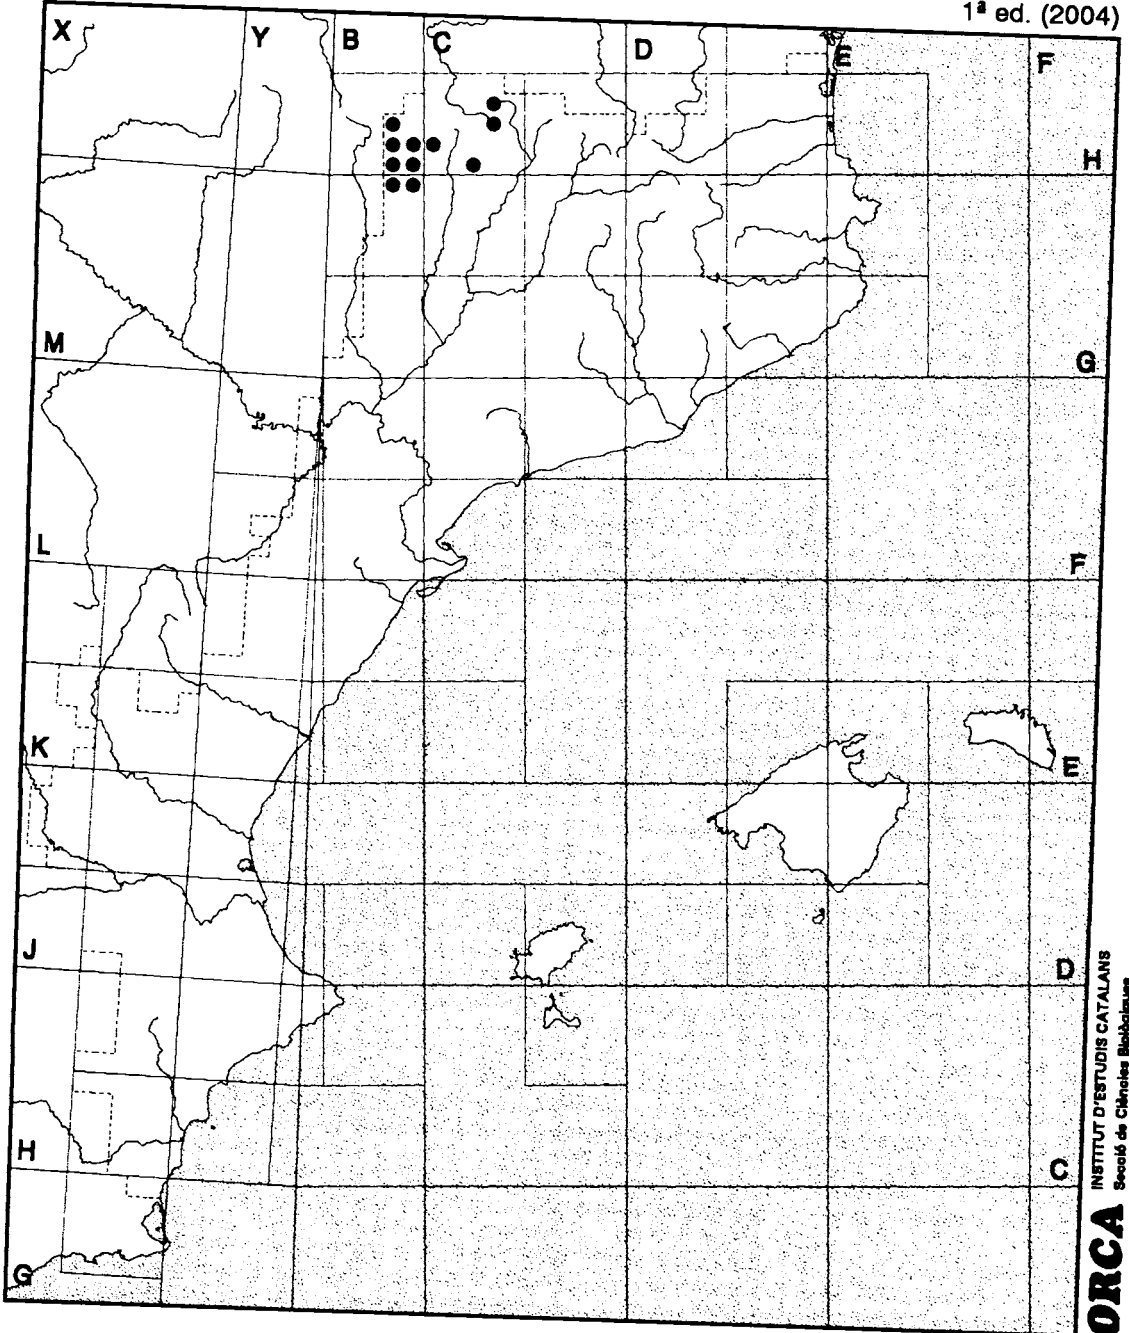 1ª ed. (2004)
X
Y
B
C
D
E
F
H
M
G
L
F
K
E
J
D
H
C
G
INSTITUT D'ESTUDIS CATALANS
Secció de Ciències Biològiques
ORCA